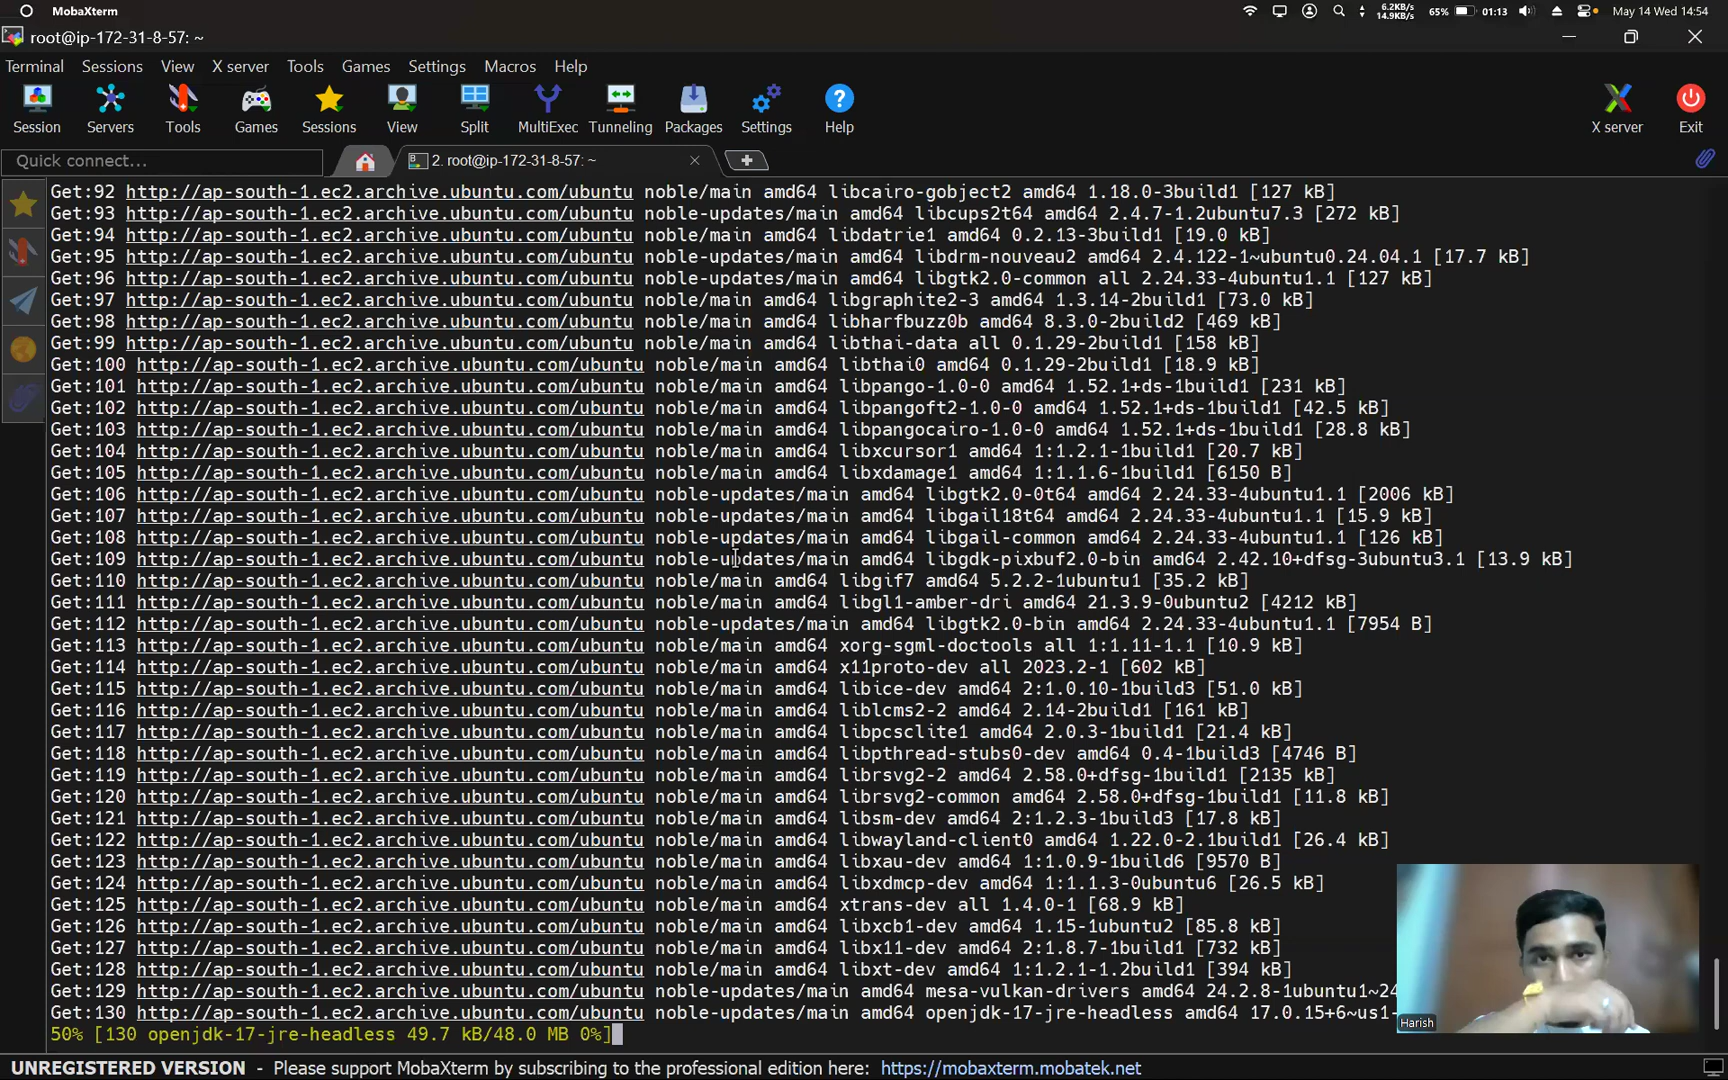 MobaXterm
6.2KB/s
14.9KB/s
65%
01:13
May 14 Wed 14:54
root@ip-172-31-8-57: ~
Terminal Sessions View X server Tools Games Settings Macros Help
Session Servers Tools Games Sessions View Split MultiExec Tunneling Packages Settings Help X server Exit
Quick connect...
2. root@ip-172-31-8-57: ~
Get:92 http://ap-south-1.ec2.archive.ubuntu.com/ubuntu noble/main amd64 libcairo-gobject2 amd64 1.18.0-3build1 [127 kB]
Get:93 http://ap-south-1.ec2.archive.ubuntu.com/ubuntu noble-updates/main amd64 libcups2t64 amd64 2.4.7-1.2ubuntu7.3 [272 kB]
Get:94 http://ap-south-1.ec2.archive.ubuntu.com/ubuntu noble/main amd64 libdatrie1 amd64 0.2.13-3build1 [19.0 kB]
Get:95 http://ap-south-1.ec2.archive.ubuntu.com/ubuntu noble-updates/main amd64 libdrm-nouveau2 amd64 2.4.122-1~ubuntu0.24.04.1 [17.7 kB]
Get:96 http://ap-south-1.ec2.archive.ubuntu.com/ubuntu noble-updates/main amd64 libgtk2.0-common all 2.24.33-4ubuntu1.1 [127 kB]
Get:97 http://ap-south-1.ec2.archive.ubuntu.com/ubuntu noble/main amd64 libgraphite2-3 amd64 1.3.14-2build1 [73.0 kB]
Get:98 http://ap-south-1.ec2.archive.ubuntu.com/ubuntu noble/main amd64 libharfbuzz0b amd64 8.3.0-2build2 [469 kB]
Get:99 http://ap-south-1.ec2.archive.ubuntu.com/ubuntu noble/main amd64 libthai-data all 0.1.29-2build1 [158 kB]
Get:100 http://ap-south-1.ec2.archive.ubuntu.com/ubuntu noble/main amd64 libthai0 amd64 0.1.29-2build1 [18.9 kB]
Get:101 http://ap-south-1.ec2.archive.ubuntu.com/ubuntu noble/main amd64 libpango-1.0-0 amd64 1.52.1+ds-1build1 [231 kB]
Get:102 http://ap-south-1.ec2.archive.ubuntu.com/ubuntu noble/main amd64 libpangoft2-1.0-0 amd64 1.52.1+ds-1build1 [42.5 kB]
Get:103 http://ap-south-1.ec2.archive.ubuntu.com/ubuntu noble/main amd64 libpangocairo-1.0-0 amd64 1.52.1+ds-1build1 [28.8 kB]
Get:104 http://ap-south-1.ec2.archive.ubuntu.com/ubuntu noble/main amd64 libxcursor1 amd64 1:1.2.1-1build1 [20.7 kB]
Get:105 http://ap-south-1.ec2.archive.ubuntu.com/ubuntu noble/main amd64 libxdamage1 amd64 1:1.1.6-1build1 [6150 B]
Get:106 http://ap-south-1.ec2.archive.ubuntu.com/ubuntu noble-updates/main amd64 libgtk2.0-0t64 amd64 2.24.33-4ubuntu1.1 [2006 kB]
Get:107 http://ap-south-1.ec2.archive.ubuntu.com/ubuntu noble-updates/main amd64 libgail18t64 amd64 2.24.33-4ubuntu1.1 [15.9 kB]
Get:108 http://ap-south-1.ec2.archive.ubuntu.com/ubuntu noble-updates/main amd64 libgail-common amd64 2.24.33-4ubuntu1.1 [126 kB]
Get:109 http://ap-south-1.ec2.archive.ubuntu.com/ubuntu noble-updates/main amd64 libgdk-pixbuf2.0-bin amd64 2.42.10+dfsg-3ubuntu3.1 [13.9 kB]
Get:110 http://ap-south-1.ec2.archive.ubuntu.com/ubuntu noble/main amd64 libgif7 amd64 5.2.2-1ubuntu1 [35.2 kB]
Get:111 http://ap-south-1.ec2.archive.ubuntu.com/ubuntu noble/main amd64 libgl1-amber-dri amd64 21.3.9-0ubuntu2 [4212 kB]
Get:112 http://ap-south-1.ec2.archive.ubuntu.com/ubuntu noble-updates/main amd64 libgtk2.0-bin amd64 2.24.33-4ubuntu1.1 [7954 B]
Get:113 http://ap-south-1.ec2.archive.ubuntu.com/ubuntu noble/main amd64 xorg-sgml-doctools all 1:1.11-1.1 [10.9 kB]
Get:114 http://ap-south-1.ec2.archive.ubuntu.com/ubuntu noble/main amd64 x11proto-dev all 2023.2-1 [602 kB]
Get:115 http://ap-south-1.ec2.archive.ubuntu.com/ubuntu noble/main amd64 libice-dev amd64 2:1.0.10-1build3 [51.0 kB]
Get:116 http://ap-south-1.ec2.archive.ubuntu.com/ubuntu noble/main amd64 liblcms2-2 amd64 2.14-2build1 [161 kB]
Get:117 http://ap-south-1.ec2.archive.ubuntu.com/ubuntu noble/main amd64 libpcsclite1 amd64 2.0.3-1build1 [21.4 kB]
Get:118 http://ap-south-1.ec2.archive.ubuntu.com/ubuntu noble/main amd64 libpthread-stubs0-dev amd64 0.4-1build3 [4746 B]
Get:119 http://ap-south-1.ec2.archive.ubuntu.com/ubuntu noble/main amd64 librsvg2-2 amd64 2.58.0+dfsg-1build1 [2135 kB]
Get:120 http://ap-south-1.ec2.archive.ubuntu.com/ubuntu noble/main amd64 librsvg2-common amd64 2.58.0+dfsg-1build1 [11.8 kB]
Get:121 http://ap-south-1.ec2.archive.ubuntu.com/ubuntu noble/main amd64 libsm-dev amd64 2:1.2.3-1build3 [17.8 kB]
Get:122 http://ap-south-1.ec2.archive.ubuntu.com/ubuntu noble/main amd64 libwayland-client0 amd64 1.22.0-2.1build1 [26.4 kB]
Get:123 http://ap-south-1.ec2.archive.ubuntu.com/ubuntu noble/main amd64 libxau-dev amd64 1:1.0.9-1build6 [9570 B]
Get:124 http://ap-south-1.ec2.archive.ubuntu.com/ubuntu noble/main amd64 libxdmcp-dev amd64 1:1.1.3-0ubuntu6 [26.5 kB]
Get:125 http://ap-south-1.ec2.archive.ubuntu.com/ubuntu noble/main amd64 xtrans-dev all 1.4.0-1 [68.9 kB]
Get:126 http://ap-south-1.ec2.archive.ubuntu.com/ubuntu noble/main amd64 libxcb1-dev amd64 1.15-1ubuntu2 [85.8 kB]
Get:127 http://ap-south-1.ec2.archive.ubuntu.com/ubuntu noble/main amd64 libx11-dev amd64 2:1.8.7-1build1 [732 kB]
Get:128 http://ap-south-1.ec2.archive.ubuntu.com/ubuntu noble/main amd64 libxt-dev amd64 1:1.2.1-1.2build1 [394 kB]
Get:129 http://ap-south-1.ec2.archive.ubuntu.com/ubuntu noble-updates/main amd64 mesa-vulkan-drivers amd64 24.2.8-1ubuntu1~24
Get:130 http://ap-south-1.ec2.archive.ubuntu.com/ubuntu noble-updates/main amd64 openjdk-17-jre-headless amd64 17.0.15+6~us1-
Harish
50% [130 openjdk-17-jre-headless 49.7 kB/48.0 MB 0%]
UNREGISTERED VERSION - Please support MobaXterm by subscribing to the professional edition here: https://mobaxterm.mobatek.net